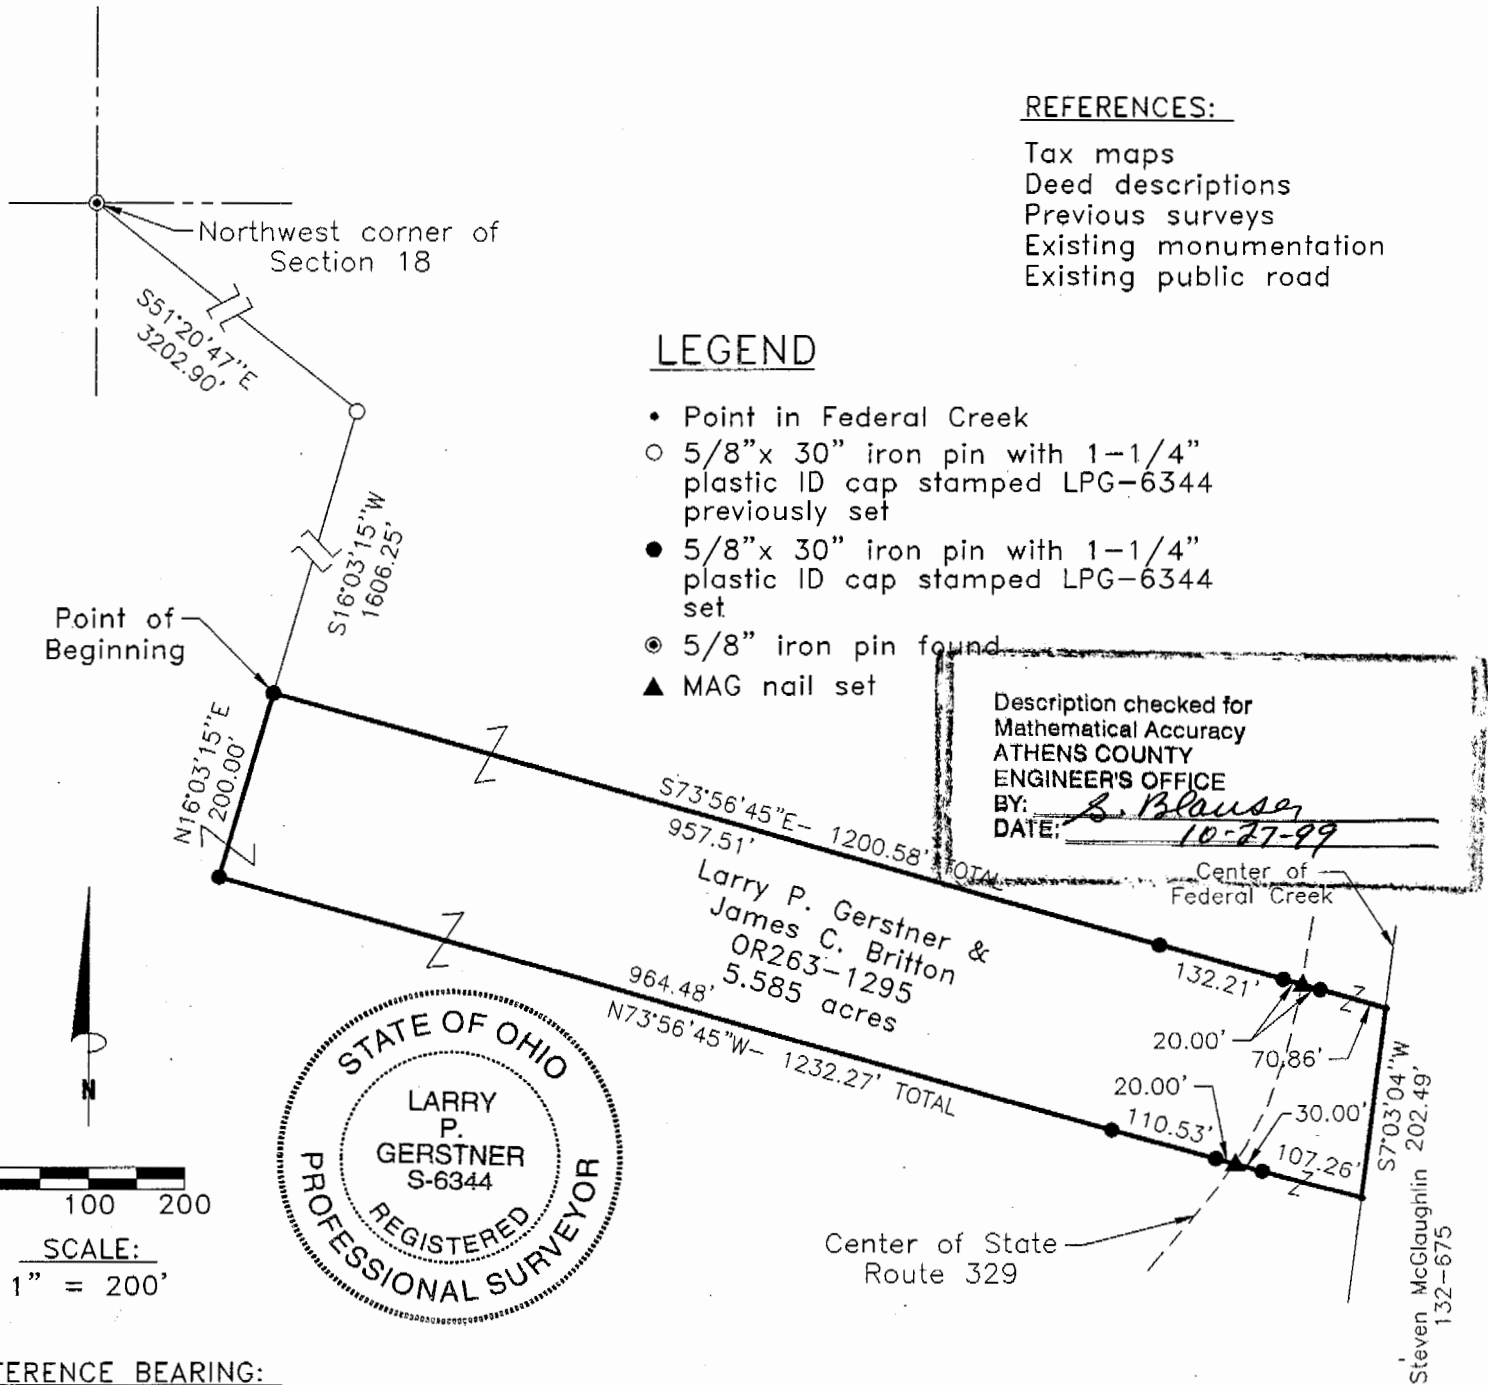 REFERENCES:
Tax maps
Deed descriptions
Previous surveys
Existing monumentation
Existing public road
Northwest corner of
Section 18
S51°20'47"E
3202.90'
S16°03'15"W
1606.25'
LEGEND
Point in Federal Creek
5/8"x 30" iron pin with 1-1/4"
plastic ID cap stamped LPG-6344
previously set
5/8"x 30" iron pin with 1-1/4"
plastic ID cap stamped LPG-6344
set
5/8" iron pin found
MAG nail set
Point of
Beginning
N16°03'15"E
200.00'
Description checked for
Mathematical Accuracy
ATHENS COUNTY
ENGINEER'S OFFICE
BY: S. Blauser
DATE: 10-27-99
S73°56'45"E- 1200.58' TOTAL
957.51'
Center of
Federal Creek
Larry P. Gerstner &
James C. Britton
OR263-1295
5.585 acres
132.21'
20.00'
70.86'
964.48'
N73°56'45"W- 1232.27' TOTAL
20.00'
110.53'
30.00'
107.26'
S7°03'04"W
202.49'
Steven McGlaughlin
132-675
Center of State
Route 329
STATE OF OHIO
LARRY
P.
GERSTNER
S-6344
REGISTERED
PROFESSIONAL SURVEYOR
N
100 200
SCALE:
1" = 200'
FERENCE BEARING: